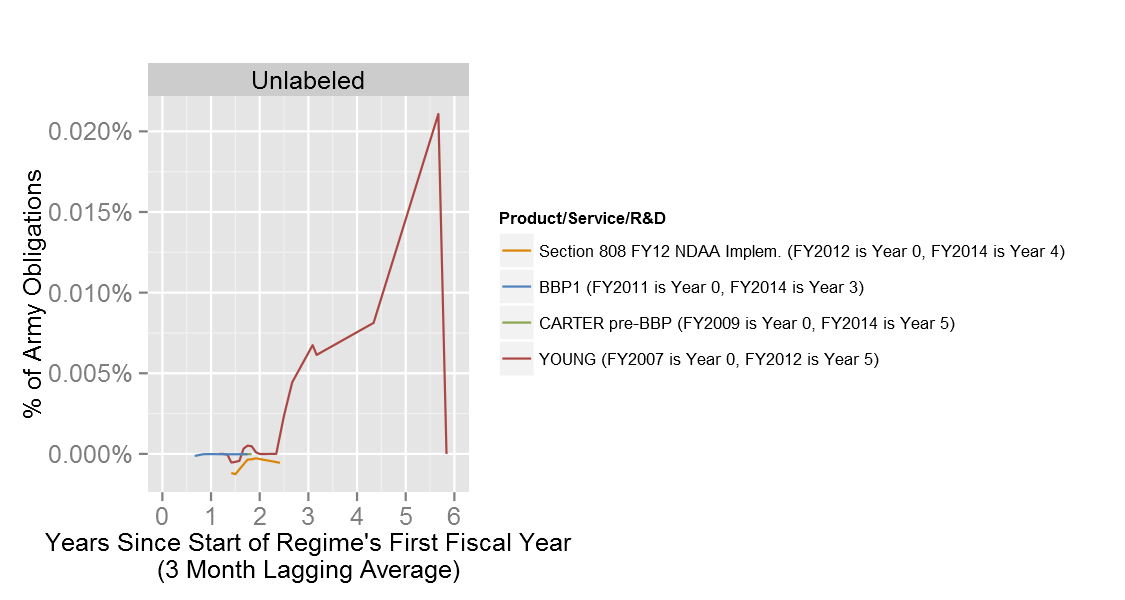 Unlabeled
0.020%
0.015%
0.010%
0.005%
0.000%
% of Army Obligations
0 1 2 3 4 5 6
Years Since Start of Regime's First Fiscal Year
(3 Month Lagging Average)
Product/Service/R&D
Section 808 FY12 NDAA Implem. (FY2012 is Year 0, FY2014 is Year 4)
BBP1 (FY2011 is Year 0, FY2014 is Year 3)
CARTER pre-BBP (FY2009 is Year 0, FY2014 is Year 5)
YOUNG (FY2007 is Year 0, FY2012 is Year 5)